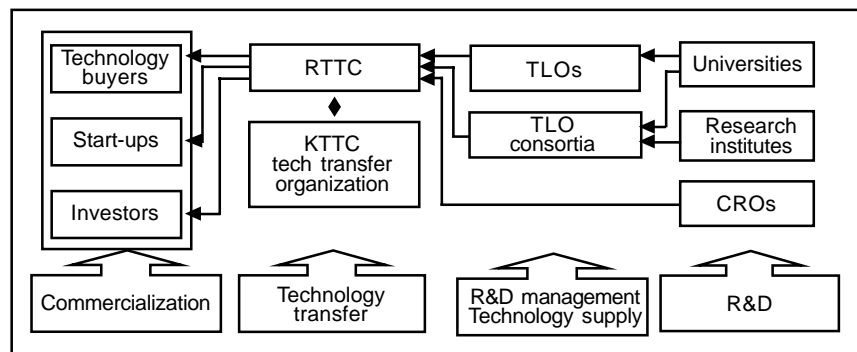 Technology
buyers
RTTC
TLOs
Universities
Start-ups
KTTC
tech transfer
organization
TLO
consortia
Research
institutes
Investors
CROs
Commercialization
Technology
transfer
R&D management
Technology supply
R&D